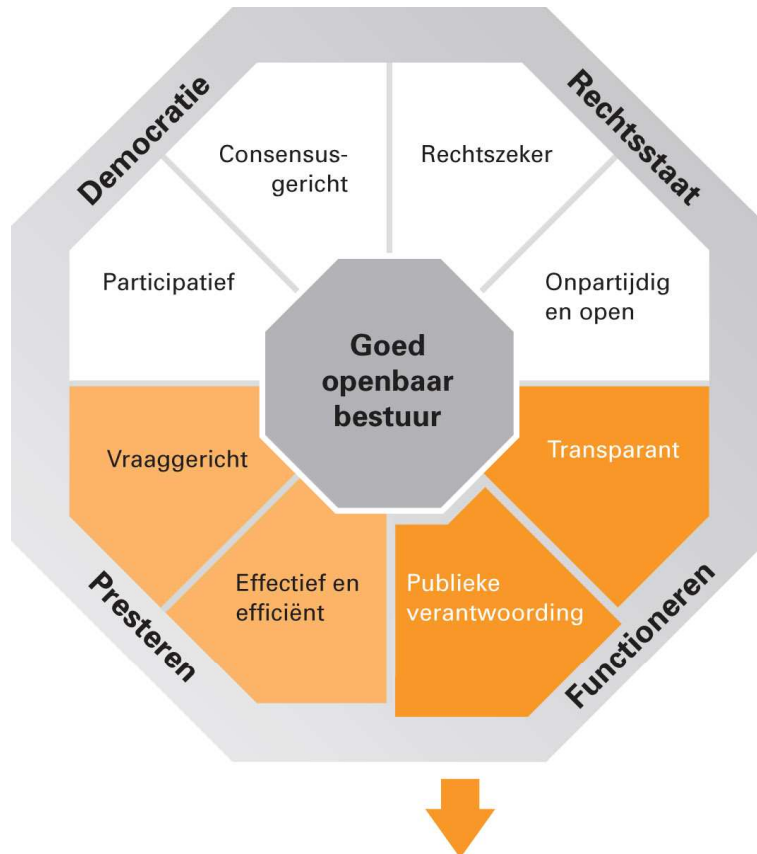 Democratie
Rechtsstaat
Consensus-
gericht
Rechtszeker
Participatief
Onpartijdig
en open
Goed
openbaar
bestuur
Vraaggericht
Transparant
Effectief en
efficiënt
Publieke
verantwoording
Presteren
Functioneren